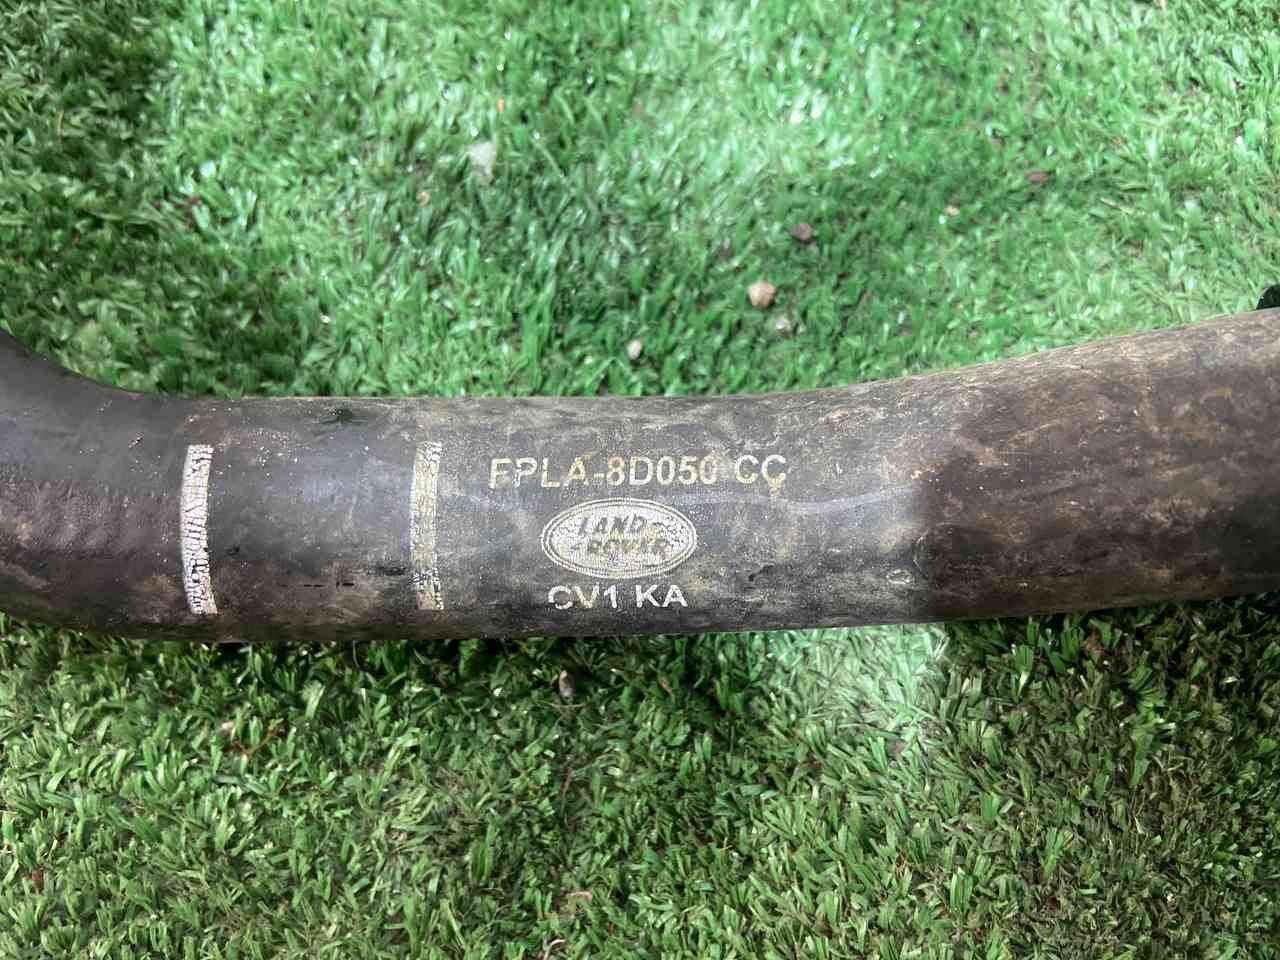 FPLA-8D050 CC
LAND-
-ROVER
CV1 KA